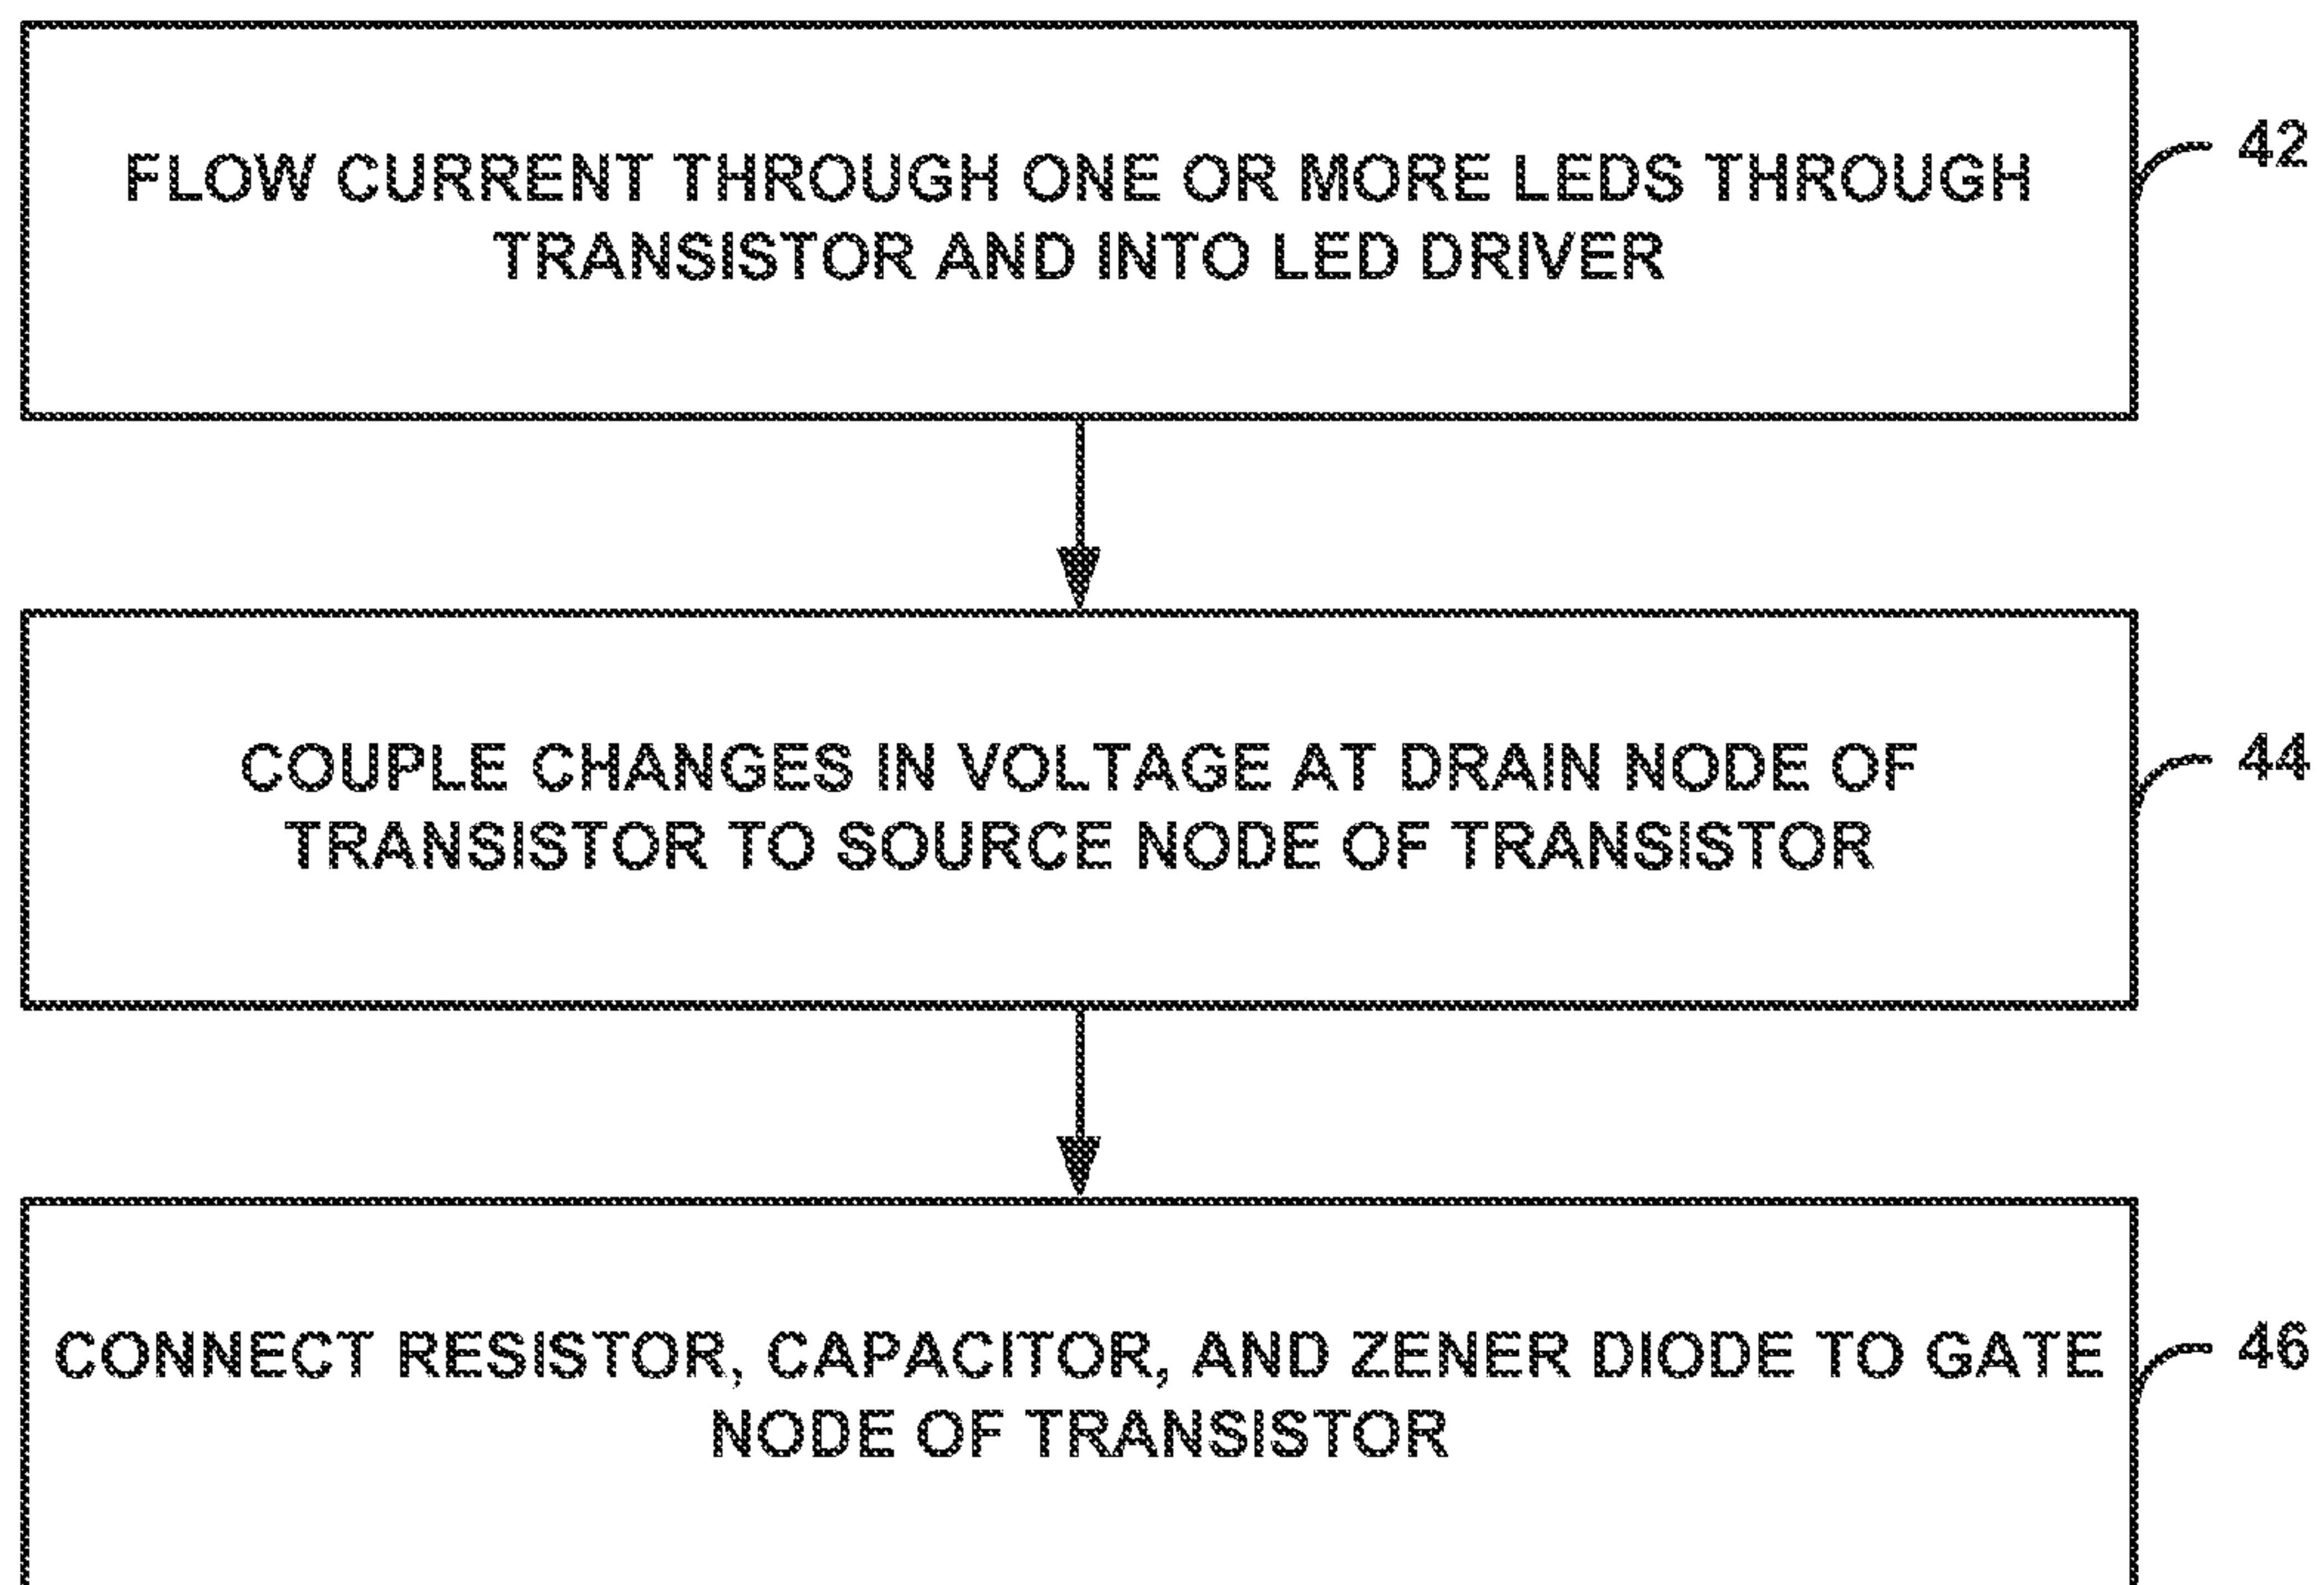 FLOW CURRENT THROUGH ONE OR MORE LEDS THROUGH
TRANSISTOR AND INTO LED DRIVER
42
COUPLE CHANGES IN VOLTAGE AT DRAIN NODE OF
TRANSISTOR TO SOURCE NODE OF TRANSISTOR
44
CONNECT RESISTOR, CAPACITOR, AND ZENER DIODE TO GATE
NODE OF TRANSISTOR
46